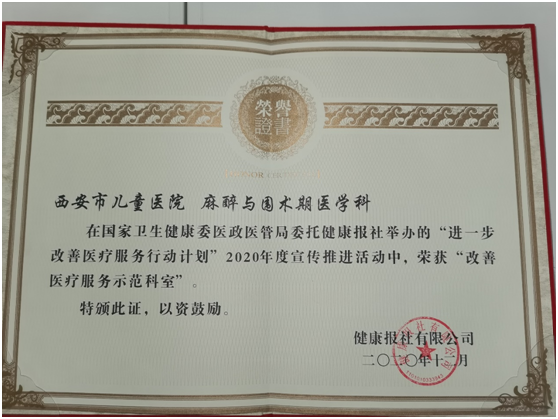 榮譽
證書
西安市儿童医院 麻醉与围术期医学科
在国家卫生健康委医政医管局委托健康报社举办的“进一步
改善医疗服务行动计划”2020年度宣传推进活动中，荣获“改善
医疗服务示范科室”。
特颁此证，以资鼓励。
健康报社有限公司
二〇二〇年十二月